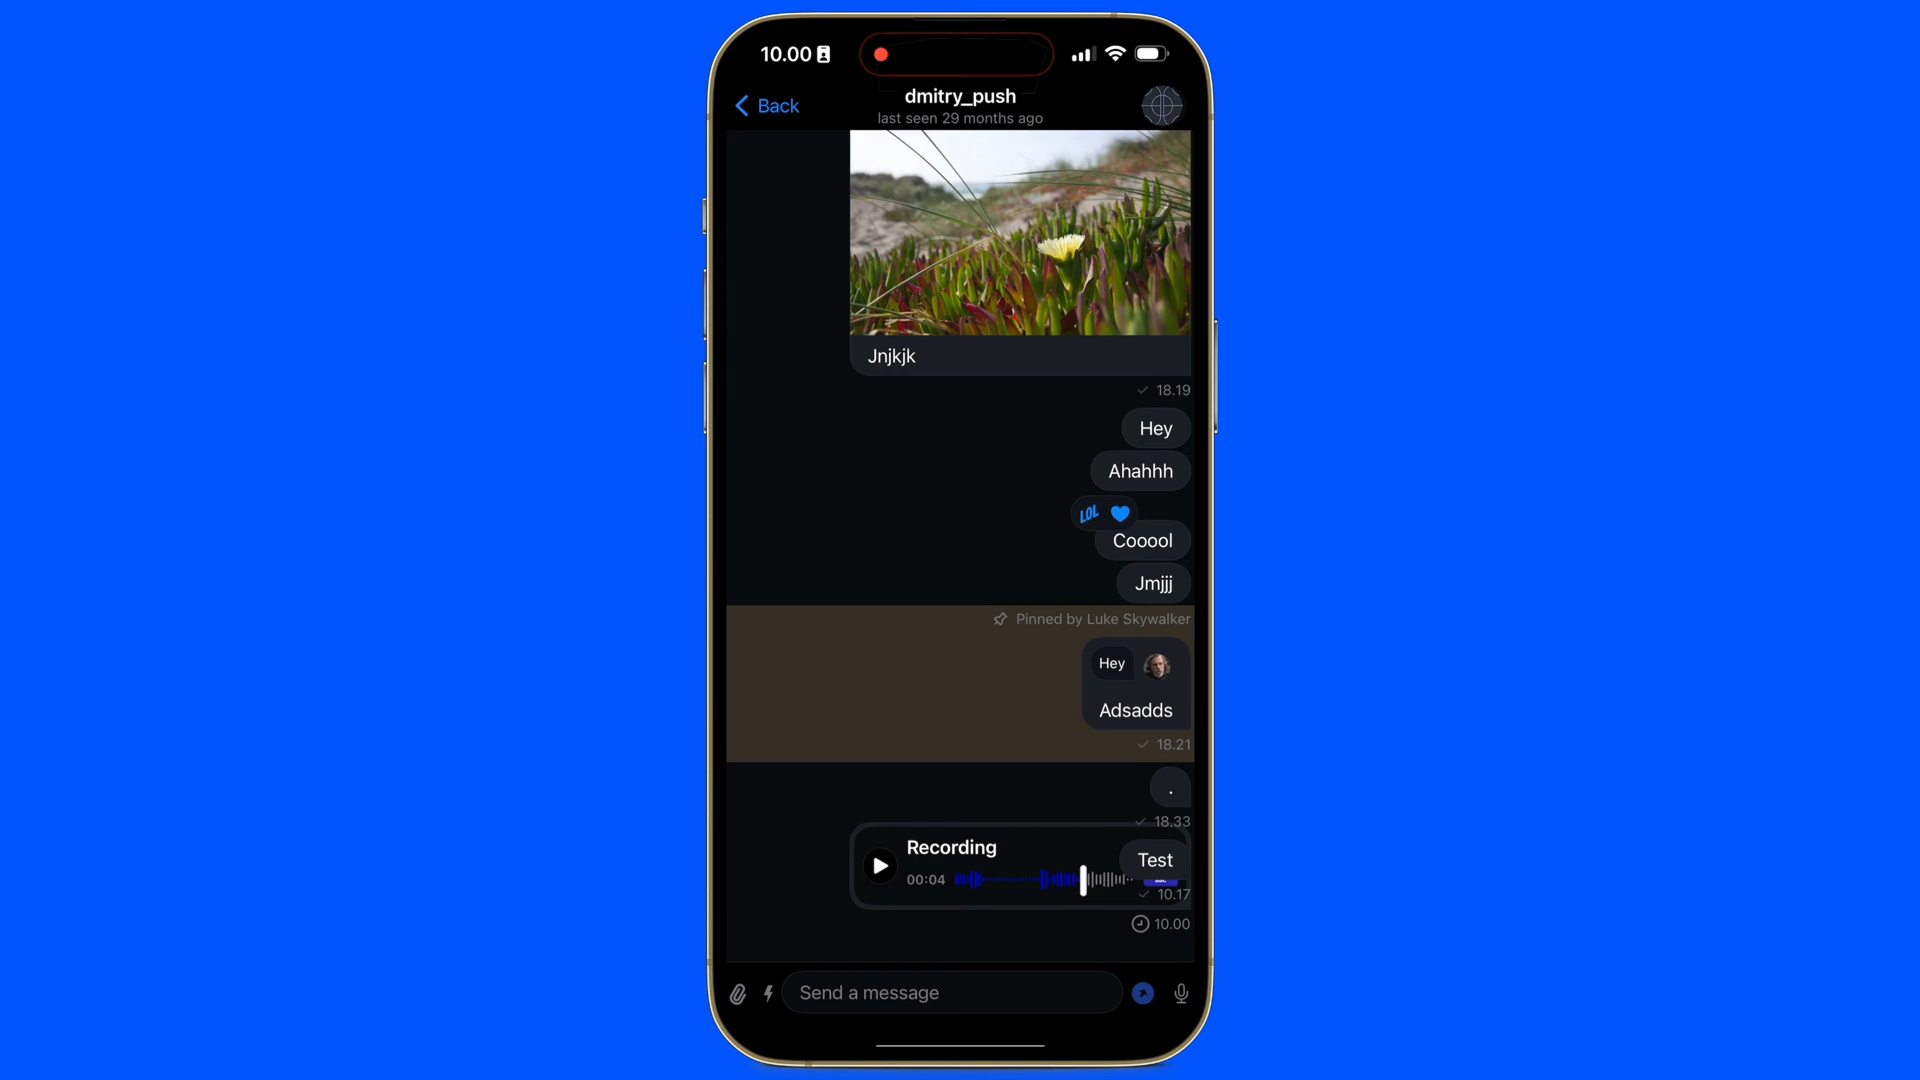 10.00
Back
dmitry_push
last seen 29 months ago
Jnjkjk
18.19
Hey
Ahahhh
LOL
Cooool
Jmjjj
Pinned by Luke Skywalker
Hey
Adsadds
18.21
.
18.33
Recording
Test
00:04
10.17
10.00
Send a message